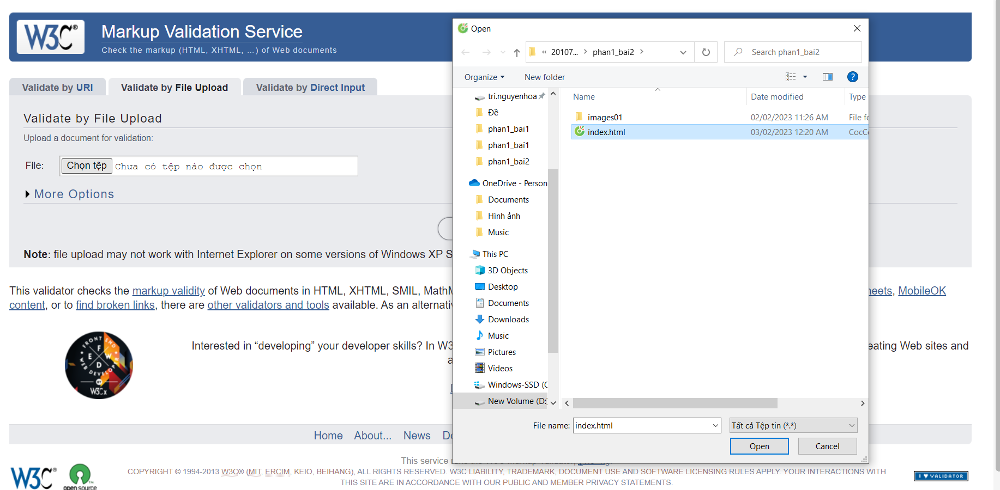 W3C®
Markup Validation Service
Check the markup (HTML, XHTML, ...) of Web documents
Validate by URI
Validate by File Upload
Validate by Direct Input
Validate by File Upload
Upload a document for validation:
File:
Chọn tệp Chưa có tệp nào được chọn
More Options
Note: file upload may not work with Internet Explorer on some versions of Windows XP S
This validator checks the markup validity of Web documents in HTML, XHTML, SMIL, MathM
neets, MobileOK
content, or to find broken links, there are other validators and tools available. As an alternativ
FRONT END
F E W D
WEB DEVELOPER
BY
W3Cx
Interested in “developing” your developer skills? In W3
eating Web sites and
a
Home About... News Do
This service
COPYRIGHT © 1994-2013 W3C® (MIT, ERCIM, KEIO, BEIHANG), ALL RIGHTS RESERVED. W3C LIABILITY, TRADEMARK, DOCUMENT USE AND SOFTWARE LICENSING RULES APPLY. YOUR INTERACTIONS WITH
THIS SITE ARE IN ACCORDANCE WITH OUR PUBLIC AND MEMBER PRIVACY STATEMENTS.
W3C®
open source
TM
I ♥ VALIDATOR
Open
« 20107... > phan1_bai2 >
Search phan1_bai2
Organize
New folder
?
tri.nguyenhoa
Đề
phan1_bai1
phan1_bai1
phan1_bai2
OneDrive - Person
Documents
Hình ảnh
Music
This PC
3D Objects
Desktop
Documents
Downloads
Music
Pictures
Videos
Windows-SSD (C
New Volume (D:)
Name Date modified Type
images01 02/02/2023 11:26 AM File fo
index.html 03/02/2023 12:20 AM CocCo
File name: index.html
Tất cả Tệp tin (*.*)
Open
Cancel